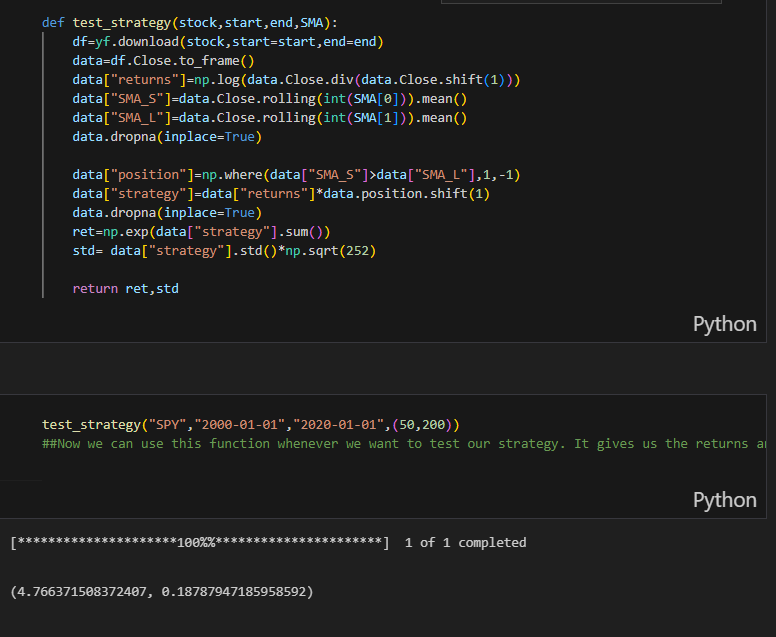 def test_strategy(stock,start,end,SMA):
    df=yf.download(stock,start=start,end=end)
    data=df.Close.to_frame()
    data["returns"]=np.log(data.Close.div(data.Close.shift(1)))
    data["SMA_S"]=data.Close.rolling(int(SMA[0])).mean()
    data["SMA_L"]=data.Close.rolling(int(SMA[1])).mean()
    data.dropna(inplace=True)
    data["position"]=np.where(data["SMA_S"]>data["SMA_L"],1,-1)
    data["strategy"]=data["returns"]*data.position.shift(1)
    data.dropna(inplace=True)
    ret=np.exp(data["strategy"].sum())
    std= data["strategy"].std()*np.sqrt(252)
    return ret,std
Python
test_strategy("SPY","2000-01-01","2020-01-01",(50,200))
##Now we can use this function whenever we want to test our strategy. It gives us the returns
Python
[*********************100%%**********************]  1 of 1 completed
(4.766371508372407, 0.18787947185958592)